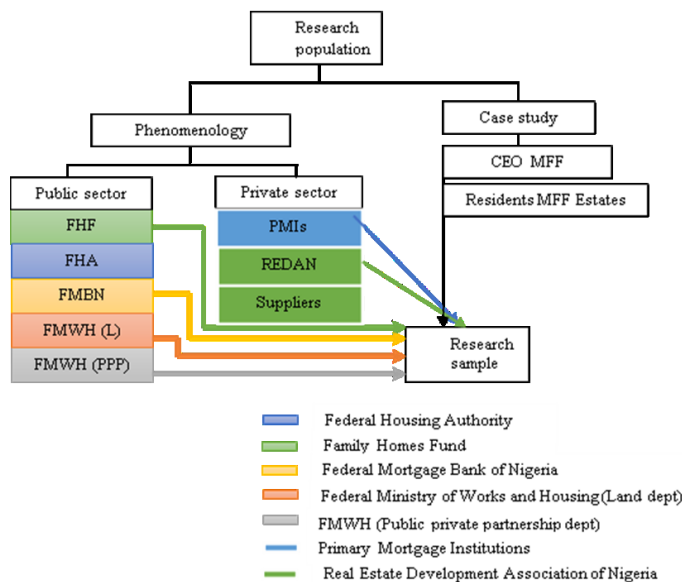 Research
population
Phenomenology
Case study
CEO MFF
Residents MFF Estates
Public sector
Private sector
FHF
PMIs
FHA
REDAN
FMBN
Suppliers
FMWH (L)
FMWH (PPP)
Research
sample
Federal Housing Authority
Family Homes Fund
Federal Mortgage Bank of Nigeria
Federal Ministry of Works and Housing (Land dept)
FMWH (Public private partnership dept)
Primary Mortgage Institutions
Real Estate Development Association of Nigeria